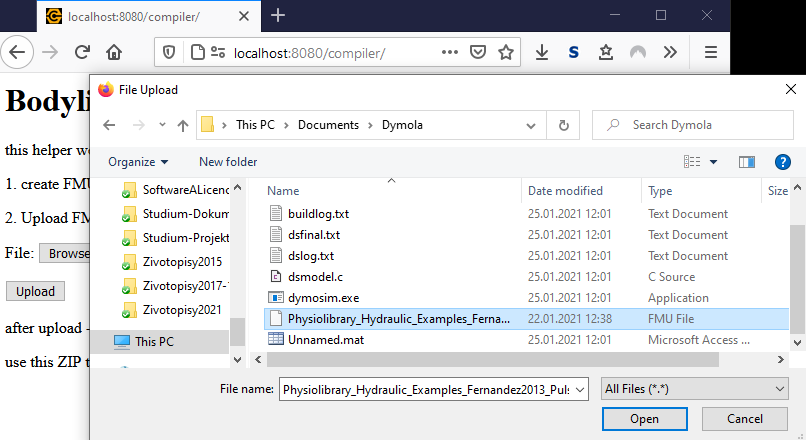 localhost:8080/compiler/
localhost:8080/compiler/
File Upload
This PC > Documents > Dymola
Search Dymola
Organize
New folder
Name Date modified Type Size
SoftwareALicenc
Studium-Dokum
Studium-Projekt
Zivotopisy2015
Zivotopisy2017-1
Zivotopisy2021
This PC
buildlog.txt 25.01.2021 12:01 Text Document
dsfinal.txt 25.01.2021 12:01 Text Document
dslog.txt 25.01.2021 12:01 Text Document
dsmodel.c 25.01.2021 12:01 C Source
dymosim.exe 25.01.2021 12:01 Application
Physiolibrary_Hydraulic_Examples_Ferna... 22.01.2021 12:38 FMU File
Unnamed.mat 25.01.2021 12:01 Microsoft Access ...
File name: Physiolibrary_Hydraulic_Examples_Fernandez2013_Puls All Files (*.*)
Open Cancel
Bodyli
this helper we
1. create FMU
2. Upload FM
File: Browse
Upload
after upload -
use this ZIP t